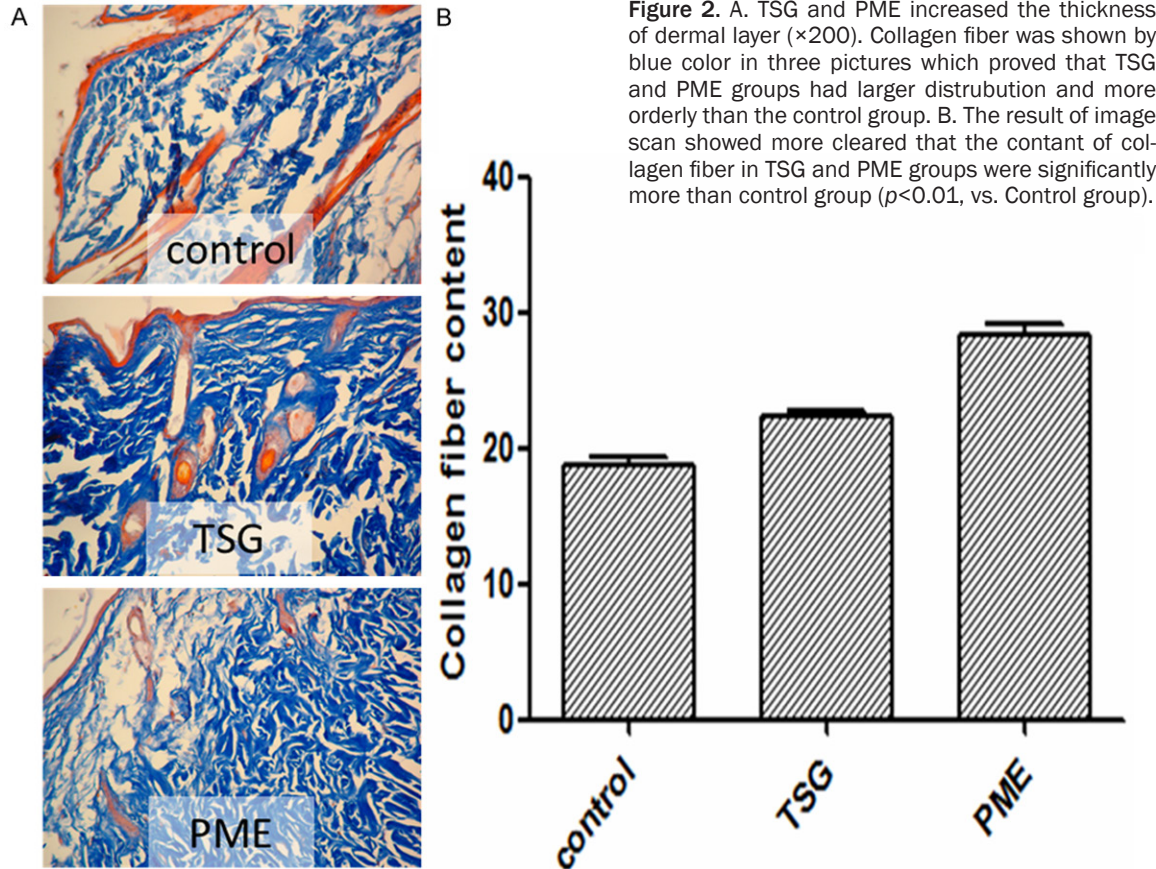 A
control
TSG
PME
B
Figure 2. A. TSG and PME increased the thickness
of dermal layer (×200). Collagen fiber was shown by
blue color in three pictures which proved that TSG
and PME groups had larger distrubution and more
orderly than the control group. B. The result of image
scan showed more cleared that the contant of col-
lagen fiber in TSG and PME groups were significantly
more than control group (p<0.01, vs. Control group).
Collagen fiber content
40
30
20
10
0
control
TSG
PME